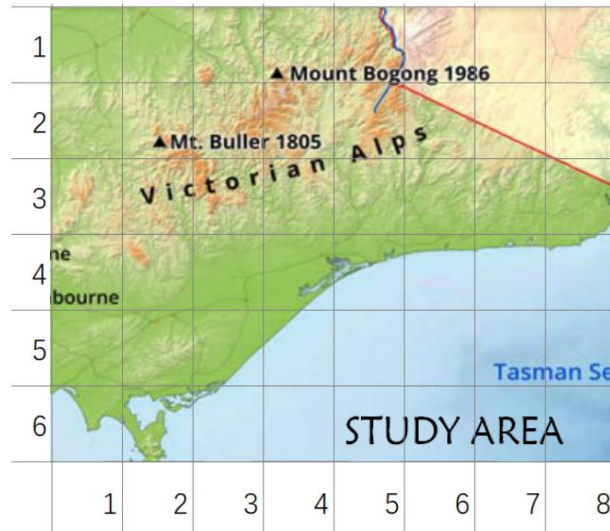 1
Mount Bogong 1986
2
Mt. Buller 1805
Victorian Alps
3
ne
4
bourne
5
Tasman Se
6
STUDY AREA
1 2 3 4 5 6 7 8